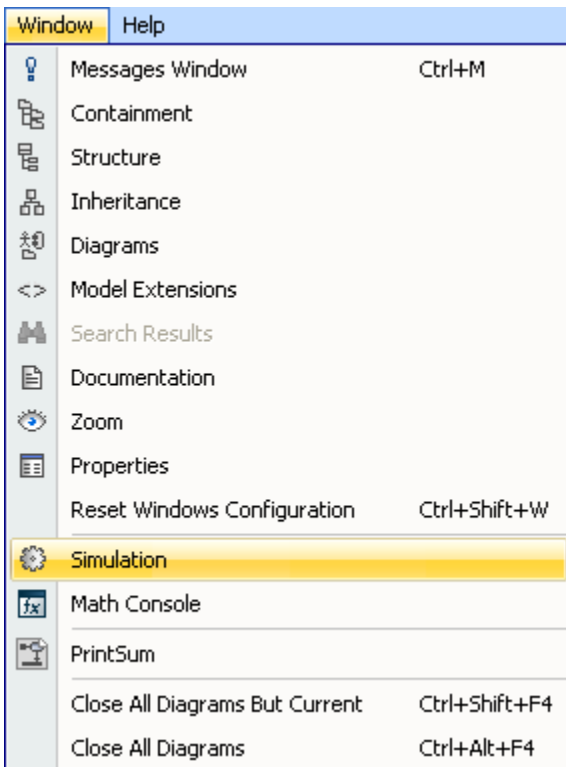 Window Help
Messages Window Ctrl+M
Containment
Structure
Inheritance
Diagrams
<> Model Extensions
Search Results
Documentation
Zoom
Properties
Reset Windows Configuration Ctrl+Shift+W
Simulation
fx Math Console
PrintSum
Close All Diagrams But Current Ctrl+Shift+F4
Close All Diagrams Ctrl+Alt+F4